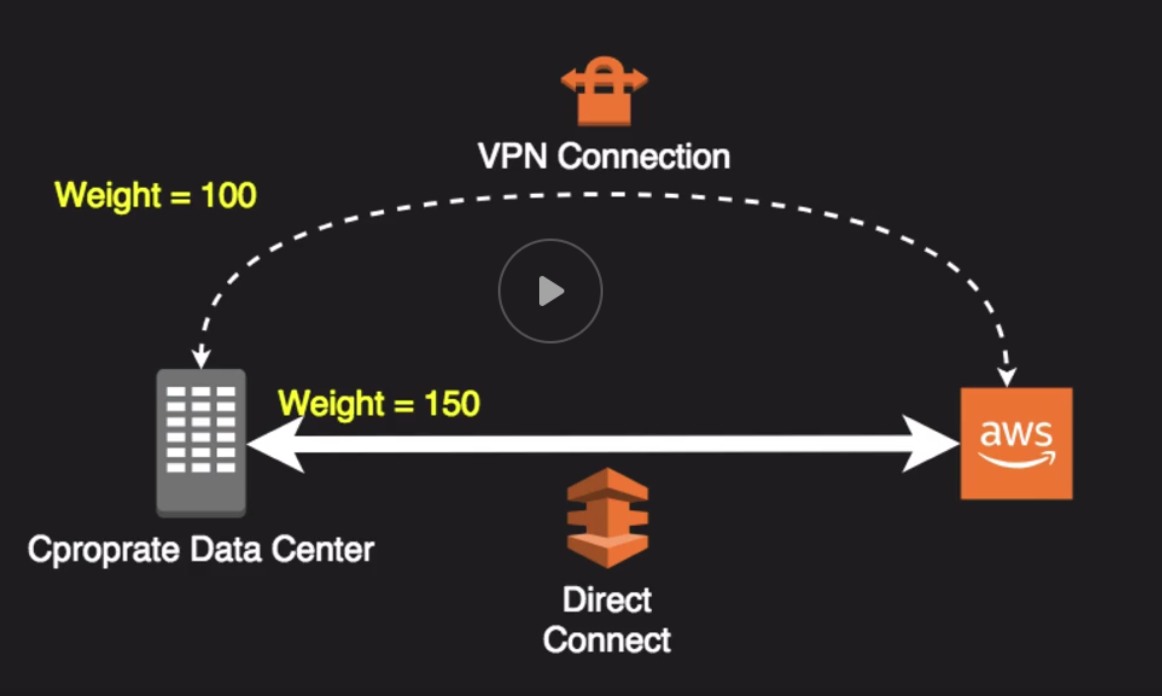 VPN Connection
Weight = 100
Weight = 150
aws
Cproprate Data Center
Direct
Connect